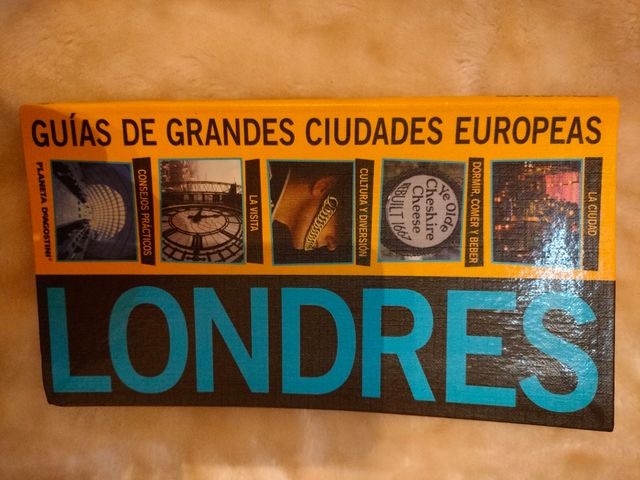 GUÍAS DE GRANDES CIUDADES EUROPEAS
PLANETA DEAGOSTINI
CONSEJOS PRÁCTICOS
LA VISITA
CULTURA Y DIVERSIÓN
Ye Olde
Cheshire
Cheese
REBUILT 1667
DORMIR, COMER Y BEBER
LA CIUDAD
LONDRES